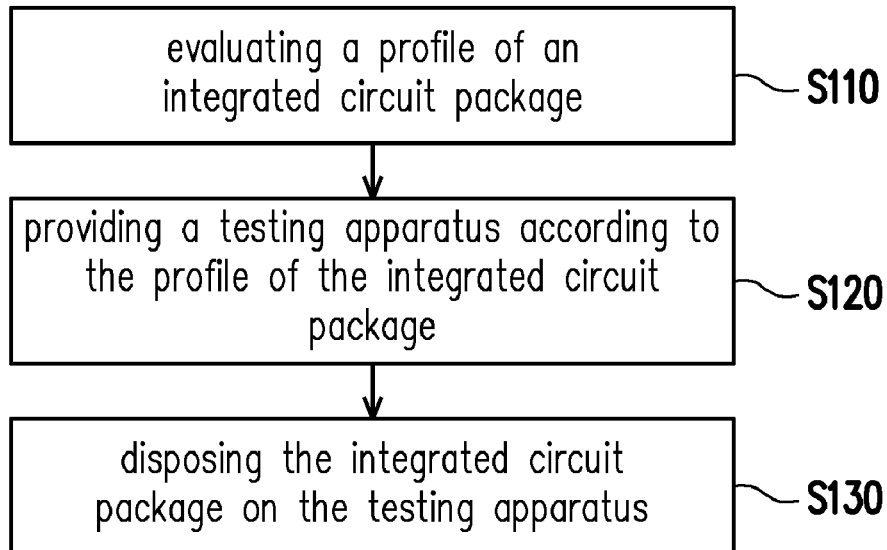 evaluating a profile of an
integrated circuit package
S110
providing a testing apparatus according to
the profile of the integrated circuit
package
S120
disposing the integrated circuit
package on the testing apparatus
S130